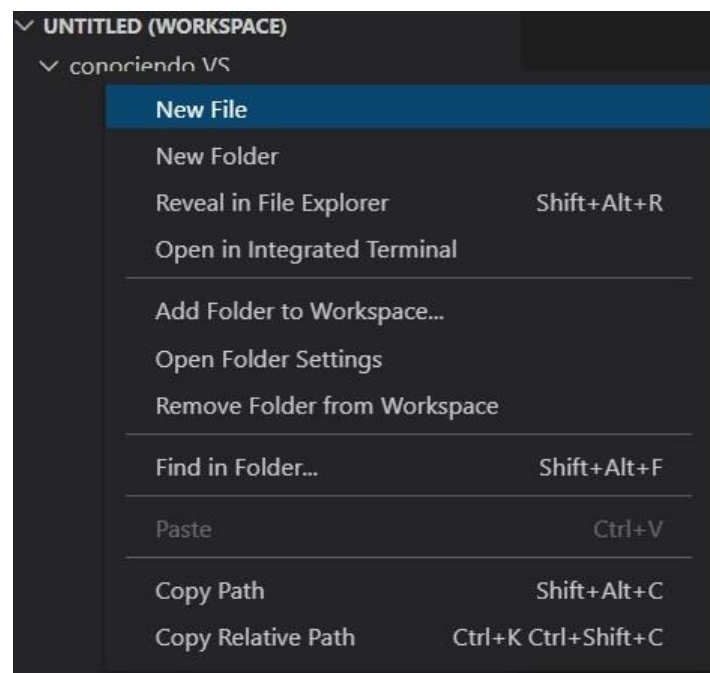 UNTITLED (WORKSPACE)
conociendo VS
New File
New Folder
Reveal in File Explorer Shift+Alt+R
Open in Integrated Terminal
Add Folder to Workspace...
Open Folder Settings
Remove Folder from Workspace
Find in Folder... Shift+Alt+F
Paste Ctrl+V
Copy Path Shift+Alt+C
Copy Relative Path Ctrl+K Ctrl+Shift+C